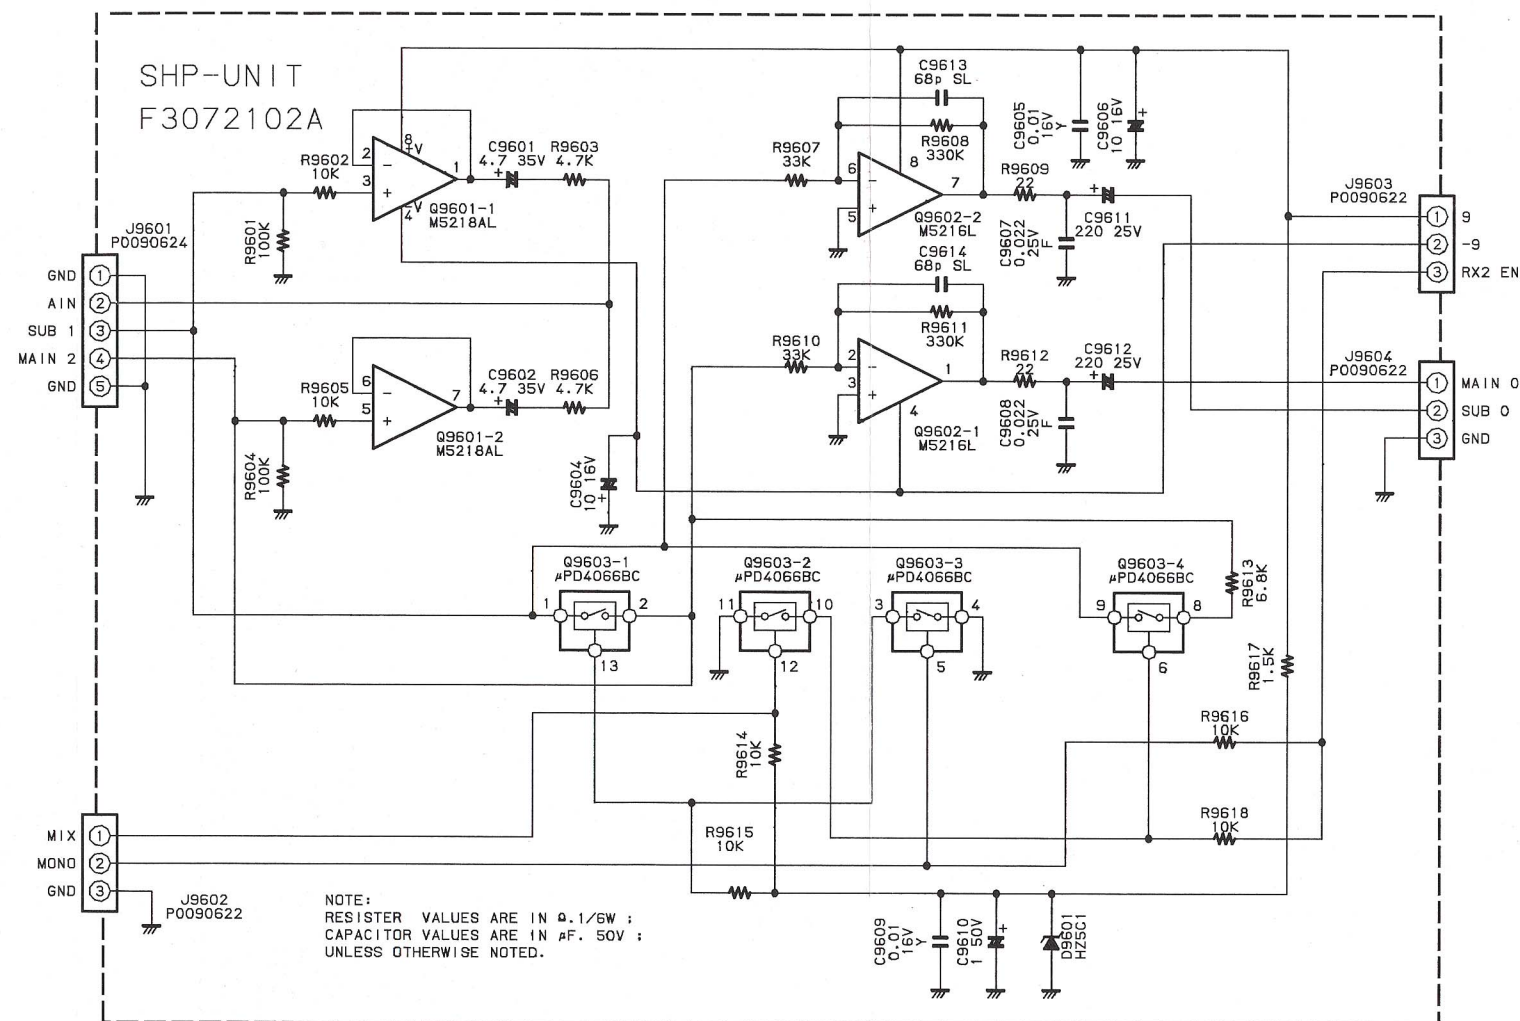 SHP-UNIT
F3072102A
J9601
P0090624
GND 1
AIN 2
SUB 1 3
MAIN 2 4
GND 5
R9601
100K
R9602
10K
2
3
8
+V
-V
4
1
Q9601-1
M5218AL
C9601
4.7 35V
R9603
4.7K
R9604
100K
R9605
10K
6
5
7
Q9601-2
M5218AL
C9602
4.7 35V
R9606
4.7K
C9604
10 16V
R9607
33K
C9613
68p SL
R9608
330K
6
5
8
7
Q9602-2
M5216L
R9609
22
C9607
0.022
25V
F
C9611
220 25V
C9605
0.01
16V
Y
C9606
10 16V
R9610
33K
C9614
68p SL
R9611
330K
2
3
1
4
Q9602-1
M5216L
R9612
22
C9608
0.022
25V
F
C9612
220 25V
J9603
P0090622
1 9
2 -9
3 RX2 EN
J9604
P0090622
1 MAIN O
2 SUB O
3 GND
Q9603-1
μPD4066BC
1
2
13
Q9603-2
μPD4066BC
11
10
12
Q9603-3
μPD4066BC
3
4
5
Q9603-4
μPD4066BC
9
8
6
R9613
6.8K
R9617
1.5K
R9614
10K
R9616
10K
R9615
10K
R9618
10K
MIX 1
MONO 2
GND 3
J9602
P0090622
C9609
0.01
16V
Y
C9610
1 50V
D9601
HZ5C1
NOTE:
RESISTER VALUES ARE IN Ω.1/6W ;
CAPACITOR VALUES ARE IN μF. 50V ;
UNLESS OTHERWISE NOTED.